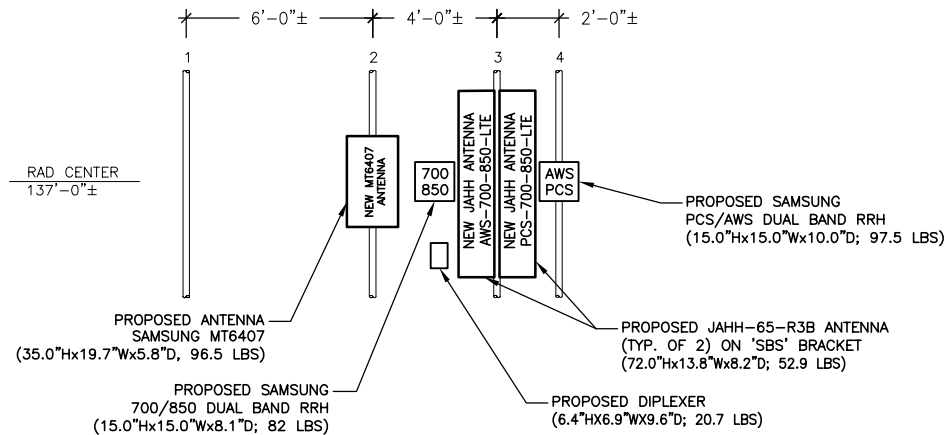 6'-0"±
4'-0"±
2'-0"±
1
2
3
4
RAD CENTER
137'-0"±
NEW MT6407
ANTENNA
700
850
NEW JAHH ANTENNA
AWS-700-850-LTE
NEW JAHH ANTENNA
PCS-700-850-LTE
AWS
PCS
PROPOSED SAMSUNG
PCS/AWS DUAL BAND RRH
(15.0"Hx15.0"Wx10.0"D; 97.5 LBS)
PROPOSED ANTENNA
SAMSUNG MT6407
(35.0"Hx19.7"Wx5.8"D, 96.5 LBS)
PROPOSED JAHH-65-R3B ANTENNA
(TYP. OF 2) ON 'SBS' BRACKET
(72.0"Hx13.8"Wx8.2"D; 52.9 LBS)
PROPOSED SAMSUNG
700/850 DUAL BAND RRH
(15.0"Hx15.0"Wx8.1"D; 82 LBS)
PROPOSED DIPLEXER
(6.4"HX6.9"WX9.6"D; 20.7 LBS)